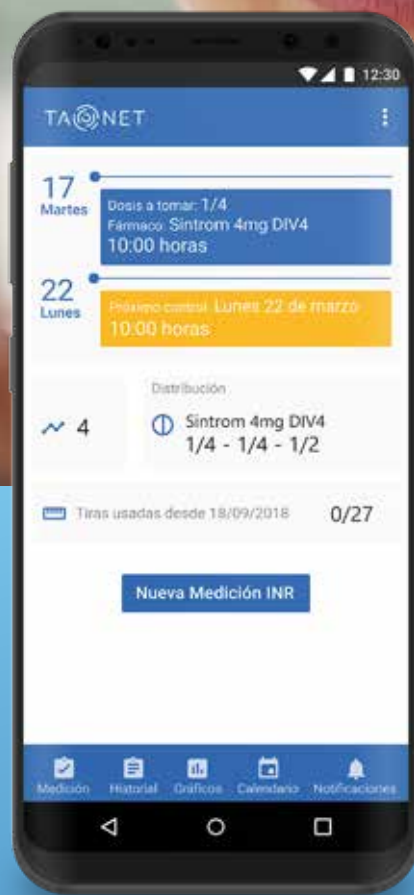 12:30
TAONET
17
Martes
Dosis a tomar: 1/4
Fármaco: Sintrom 4mg DIV4
10:00 horas
22
Lunes
Próximo control: Lunes 22 de marzo
10:00 horas
4
Distribución
Sintrom 4mg DIV4
1/4 - 1/4 - 1/2
Tiras usadas desde 18/09/2018
0/27
Nueva Medición INR
Medición
Historial
Gráficos
Calendario
Notificaciones